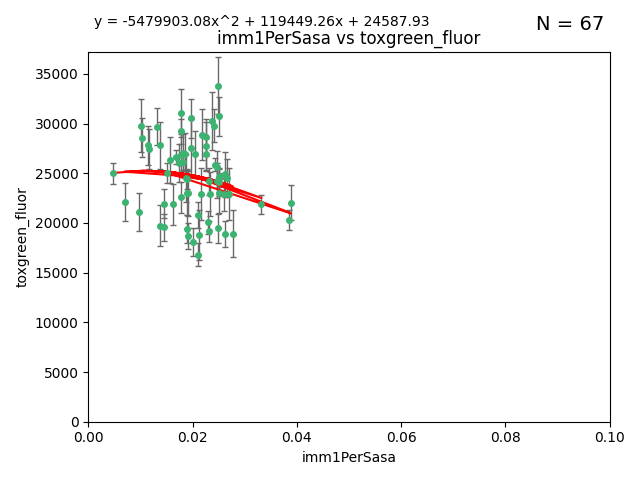 y = -5479903.08x^2 + 119449.26x + 24587.93
N = 67
imm1PerSasa vs toxgreen_fluor
toxgreen_fluor
35000
30000
25000
20000
15000
10000
5000
0
0.00 0.02 0.04 0.06 0.08 0.10
imm1PerSasa